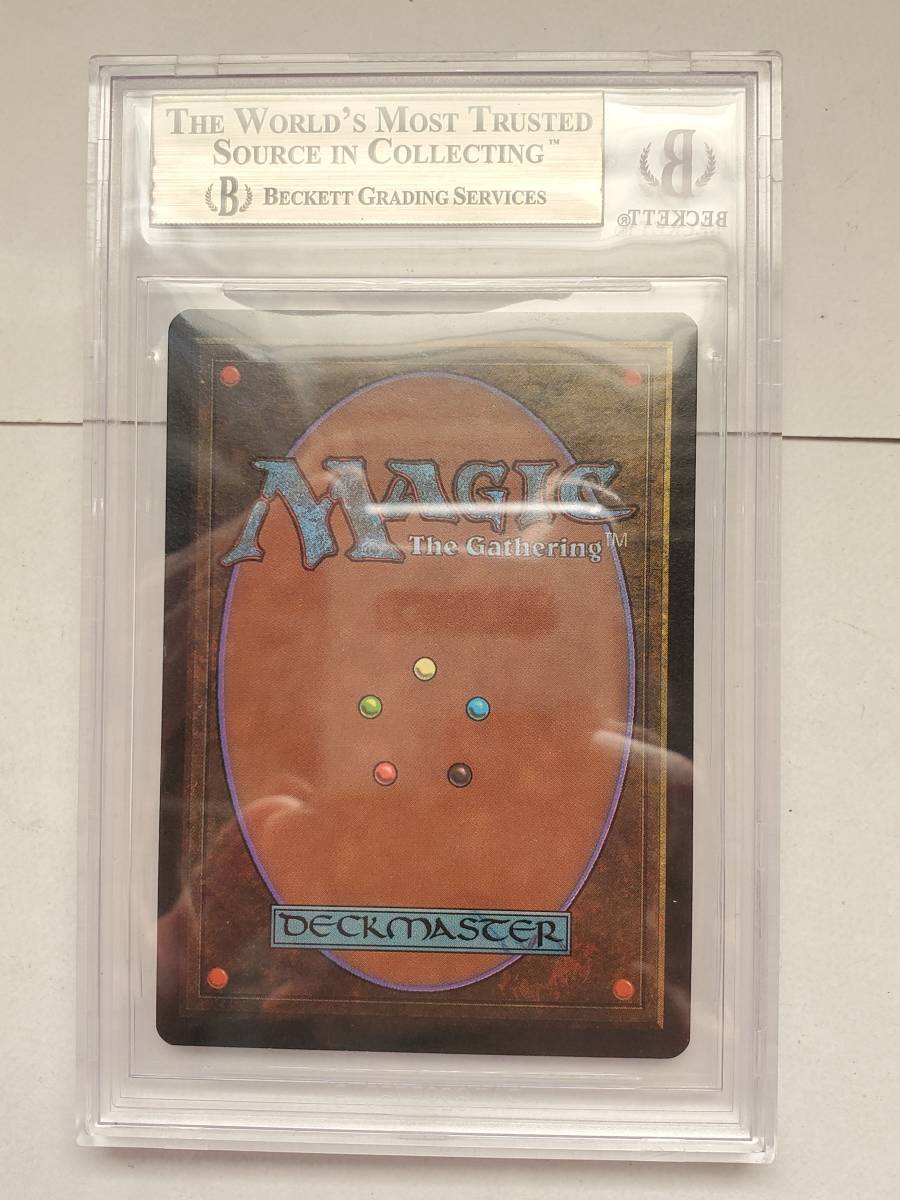 THE WORLD'S MOST TRUSTED
SOURCE IN COLLECTING™
B BECKETT GRADING SERVICES
B
BECKETT®
MAGIC
The Gathering™
DECKMASTER